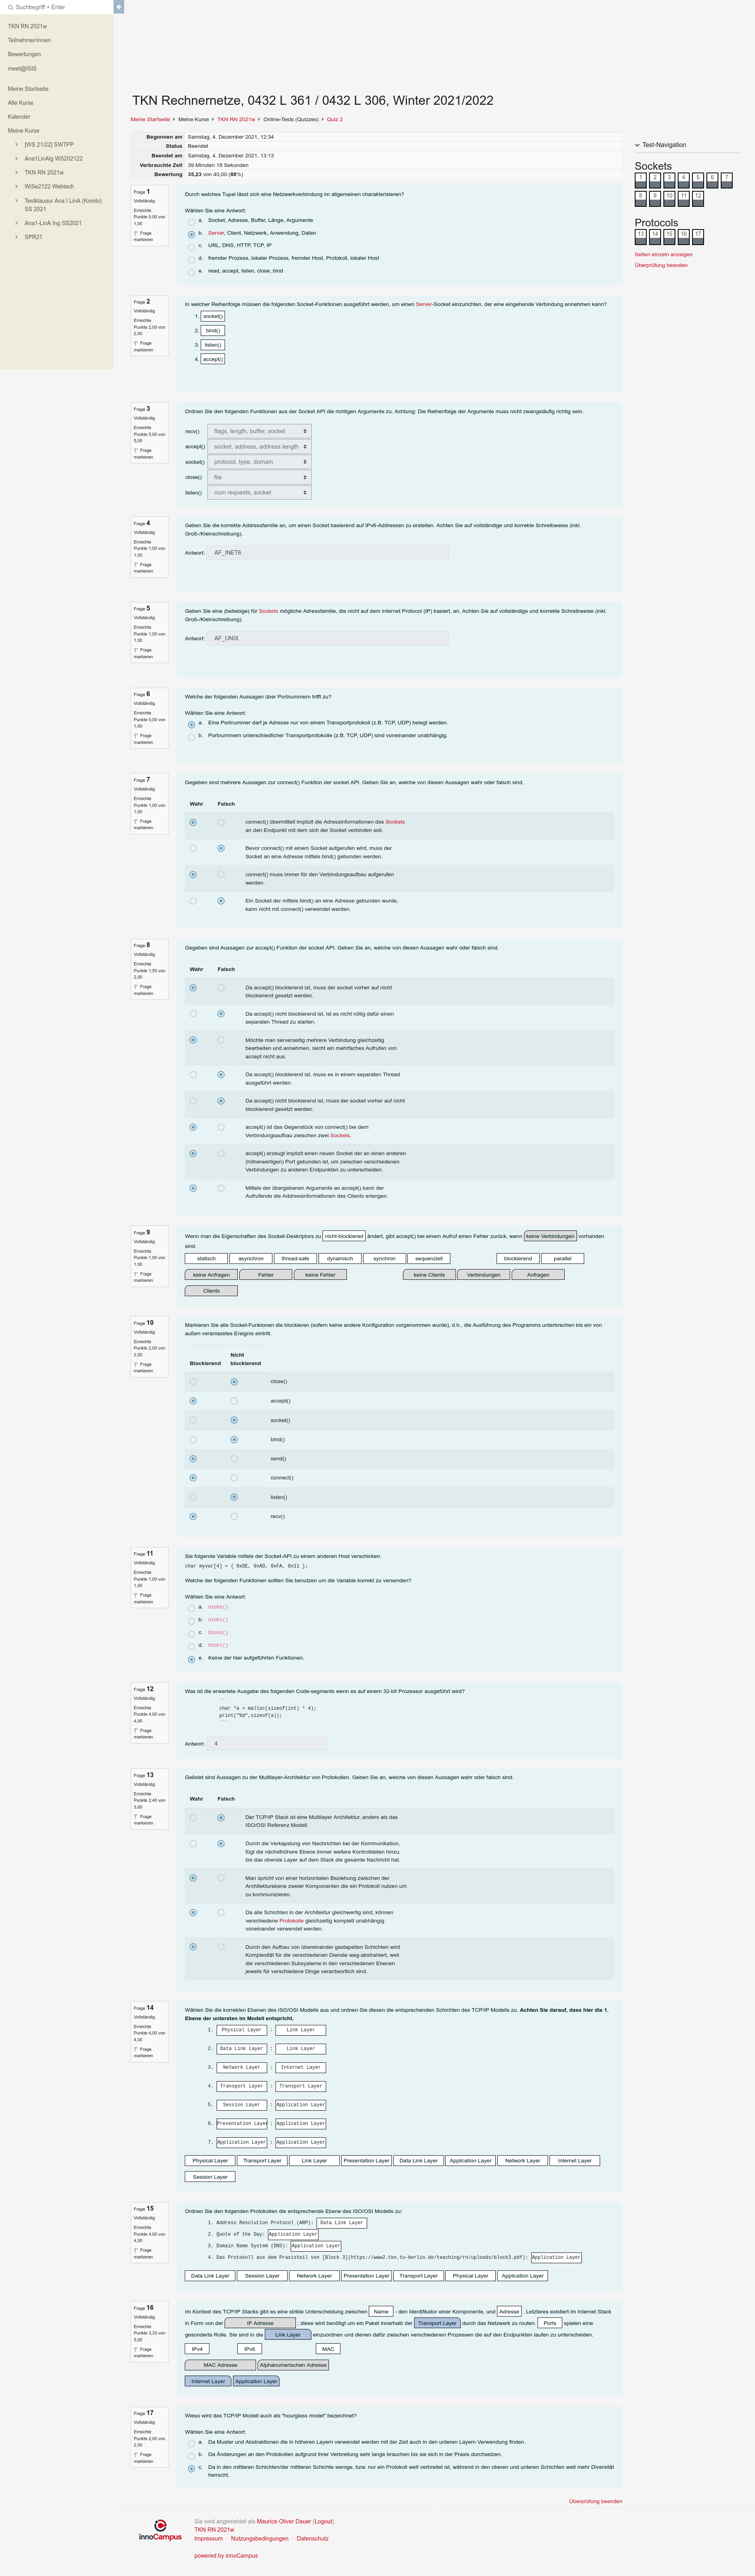 Suchbegriff + Enter
TKN RN 2021w
Teilnehmer/innen
Bewertungen
meet@ISIS
Meine Startseite
Alle Kurse
Kalender
Meine Kurse
[WS 21/22] SWTPP
Ana1LinAlg WS202122
TKN RN 2021w
WiSe2122 Webtech
Testklausur Ana I LinA (Kombi)
SS 2021
Ana1-LinA Ing SS2021
SPR21
TKN Rechnernetze, 0432 L 361 / 0432 L 306, Winter 2021/2022
Meine Startseite Meine Kurse TKN RN 2021w Online-Tests (Quizzes) Quiz 2
Begonnen am Samstag, 4. Dezember 2021, 12:34
Status Beendet
Beendet am Samstag, 4. Dezember 2021, 13:13
Verbrauchte Zeit 39 Minuten 18 Sekunden
Bewertung 35,23 von 40,00 (88%)
Test-Navigation
Sockets
1 2 3 4 5 6 7
8 9 10 11 12
Protocols
13 14 15 16 17
Seiten einzeln anzeigen
Überprüfung beenden
Frage 1
Vollständig
Erreichte
Punkte 0,00 von
1,00
Frage
markieren
Durch welches Tupel lässt sich eine Netzwerkverbindung im allgemeinen charakterisieren?
Wählen Sie eine Antwort:
a. Socket, Adresse, Buffer, Länge, Argumente
b. Server, Client, Netzwerk, Anwendung, Daten
c. URL, DNS, HTTP, TCP, IP
d. fremder Prozess, lokaler Prozess, fremder Host, Protokoll, lokaler Host
e. read, accept, listen, close, bind
Frage 2
Vollständig
Erreichte
Punkte 2,00 von
2,00
Frage
markieren
In welcher Reihenfolge müssen die folgenden Socket-Funktionen ausgeführt werden, um einen Server-Socket einzurichten, der eine eingehende Verbindung annehmen kann?
1. socket()
2. bind()
3. listen()
4. accept()
Frage 3
Vollständig
Erreichte
Punkte 5,00 von
5,00
Frage
markieren
Ordnen Sie den folgenden Funktionen aus der Socket API die richtigen Argumente zu. Achtung: Die Reihenfolge der Argumente muss nicht zwangsläufig richtig sein.
recv() flags, length, buffer, socket
accept() socket, address, address length
socket() protocol, type, domain
close() file
listen() num requests, socket
Frage 4
Vollständig
Erreichte
Punkte 1,00 von
1,00
Frage
markieren
Geben Sie die korrekte Addressfamilie an, um einen Socket basierend auf IPv6-Addressen zu erstellen. Achten Sie auf vollständige und korrekte Schreibweise (inkl.
Groß-/Kleinschreibung).
Antwort: AF_INET6
Frage 5
Vollständig
Erreichte
Punkte 1,00 von
1,00
Frage
markieren
Geben Sie eine (beliebige) für Sockets mögliche Adressfamilie, die nicht auf dem Internet Protocol (IP) basiert, an. Achten Sie auf vollständige und korrekte Schreibweise (inkl.
Groß-/Kleinschreibung).
Antwort: AF_UNIX
Frage 6
Vollständig
Erreichte
Punkte 0,00 von
1,00
Frage
markieren
Welche der folgenden Aussagen über Portnummern trifft zu?
Wählen Sie eine Antwort:
a. Eine Portnummer darf je Adresse nur von einem Transportprotokoll (z.B. TCP, UDP) belegt werden.
b. Portnummern unterschiedlicher Transportprotokolle (z.B. TCP, UDP) sind voneinander unabhängig.
Frage 7
Vollständig
Erreichte
Punkte 1,00 von
1,00
Frage
markieren
Gegeben sind mehrere Aussagen zur connect() Funktion der socket API. Geben Sie an, welche von diesen Aussagen wahr oder falsch sind.
Wahr Falsch
connect() übermittelt implizit die Adressinformationen des Sockets
an den Endpunkt mit dem sich der Socket verbinden soll.
Bevor connect() mit einem Socket aufgerufen wird, muss der
Socket an eine Adresse mittels bind() gebunden werden.
connect() muss immer für den Verbindungsaufbau aufgerufen
werden.
Ein Socket der mittels bind() an eine Adresse gebunden wurde,
kann nicht mit connect() verwendet werden.
Frage 8
Vollständig
Erreichte
Punkte 1,50 von
2,00
Frage
markieren
Gegeben sind Aussagen zur accept() Funktion der socket API. Geben Sie an, welche von diesen Aussagen wahr oder falsch sind.
Wahr Falsch
Da accept() blockierend ist, muss der socket vorher auf nicht
blockierend gesetzt werden.
Da accept() nicht blockierend ist, ist es nicht nötig dafür einen
separaten Thread zu starten.
Möchte man serverseitig mehrere Verbindung gleichzeitig
bearbeiten und annehmen, reicht ein mehrfaches Aufrufen von
accept nicht aus.
Da accept() blockierend ist, muss es in einem separaten Thread
ausgeführt werden.
Da accept() nicht blockierend ist, muss der socket vorher auf nicht
blockierend gesetzt werden.
accept() ist das Gegenstück von connect() bei dem
Verbindungsaufbau zwischen zwei Sockets.
accept() erzeugt implizit einen neuen Socket der an einen anderen
(höherwertigen) Port gebunden ist, um zwischen verschiedenen
Verbindungen zu anderen Endpunkten zu unterscheiden.
Mittels der übergebenen Argumente an accept() kann der
Aufrufende die Addressinformationen des Clients erlangen.
Frage 9
Vollständig
Erreichte
Punkte 1,00 von
1,00
Frage
markieren
Wenn man die Eigenschaften des Socket-Deskriptors zu nicht-blockierend ändert, gibt accept() bei einem Aufruf einen Fehler zurück, wenn keine Verbindungen vorhanden
sind.
statisch asynchron thread-safe dynamisch synchron sequenziell blockierend parallel
keine Anfragen Fehler keine Fehler keine Clients Verbindungen Anfragen
Clients
Frage 10
Vollständig
Erreichte
Punkte 2,00 von
2,00
Frage
markieren
Markieren Sie alle Socket-Funkionen die blockieren (sofern keine andere Konfiguration vorgenommen wurde), d.h., die Ausführung des Programms unterbrechen bis ein von
außen veranlasstes Ereignis eintritt.
Nicht
Blockierend blockierend
close()
accept()
socket()
bind()
send()
connect()
listen()
recv()
Frage 11
Vollständig
Erreichte
Punkte 1,00 von
1,00
Frage
markieren
Sie folgende Variable mittels der Socket-API zu einem anderen Host verschicken.
char myvar[4] = { 0xDE, 0xAD, 0xFA, 0x11 };
Welche der folgenden Funktionen sollten Sie benutzen um die Variable korrekt zu versenden?
Wählen Sie eine Antwort:
a. ntohs()
b. ntohl()
c. htons()
d. htohl()
e. Keine der hier aufgeführten Funktionen.
Frage 12
Vollständig
Erreichte
Punkte 4,00 von
4,00
Frage
markieren
Was ist die erwartete Ausgabe des folgenden Code-segments wenn es auf einem 32-bit Prozessor ausgeführt wird?
char *a = malloc(sizeof(int) * 4);
print("%d",sizeof(a));
Antwort: 4
Frage 13
Vollständig
Erreichte
Punkte 2,40 von
3,00
Frage
markieren
Gelistet sind Aussagen zu der Multilayer-Architektur von Protokollen. Geben Sie an, welche von diesen Aussagen wahr oder falsch sind.
Wahr Falsch
Der TCP/IP Stack ist eine Multilayer Architektur, anders als das
ISO/OSI Referenz Modell.
Durch die Verkapslung von Nachrichten bei der Kommunikation,
fügt die nächsthöhere Ebene immer weitere Kontrolldaten hinzu,
bis das oberste Layer auf dem Stack die gesamte Nachricht hat.
Man spricht von einer horizontalen Beziehung zwischen der
Architekturebene zweier Komponenten die ein Protokoll nutzen um
zu kommunizieren.
Da alle Schichten in der Architektur gleichwertig sind, können
verschiedene Protokolle gleichzeitig komplett unabhängig
voneinander verwendet werden.
Durch den Aufbau von übereinander gestapelten Schichten wird
Komplexität für die verschiedenen Dienste weg-abstrahiert, weil
die verschiedenen Subsysteme in den verschiedenen Ebenen
jeweils für verschiedene Dinge verantwortlich sind.
Frage 14
Vollständig
Erreichte
Punkte 4,00 von
4,00
Frage
markieren
Wählen Sie die korrekten Ebenen des ISO/OSI Modells aus und ordnen Sie diesen die entsprechenden Schichten des TCP/IP Modells zu. Achten Sie darauf, dass hier die 1.
Ebene der untersten im Modell entspricht.
1. Physical Layer : Link Layer
2. Data Link Layer : Link Layer
3. Network Layer : Internet Layer
4. Transport Layer : Transport Layer
5. Session Layer : Application Layer
6. Presentation Layer : Application Layer
7. Application Layer : Application Layer
Physical Layer Transport Layer Link Layer Presentation Layer Data Link Layer Application Layer Network Layer Internet Layer
Session Layer
Frage 15
Vollständig
Erreichte
Punkte 4,00 von
4,00
Frage
markieren
Ordnen Sie den folgenden Protokollen die entsprechende Ebene des ISO/OSI Modells zu:
1. Address Resolution Protocol (ARP): Data Link Layer
2. Quote of the Day: Application Layer
3. Domain Name System (DNS): Application Layer
4. Das Protokoll aus dem Praxisteil von [Block 3](https://www2.tkn.tu-berlin.de/teaching/rn/uploads/block3.pdf): Application Layer
Data Link Layer Session Layer Network Layer Presentation Layer Transport Layer Physical Layer Application Layer
Frage 16
Vollständig
Erreichte
Punkte 3,33 von
5,00
Frage
markieren
Im Kontext des TCP/IP Stacks gibt es eine strikte Unterscheidung zwischen Name - den Identifikator einer Komponente, und Adresse . Letzteres existiert im Internet Stack
in Form von der IP Adresse ; diese wird benötigt um ein Paket innerhalb der Transport Layer durch das Netzwerk zu routen. Ports spielen eine
gesonderte Rolle. Sie sind in die Link Layer einzuordnen und dienen dafür zwischen verschiedenen Prozessen die auf den Endpunkten laufen zu unterscheiden.
IPv4 IPv6 MAC
MAC Adresse Alphanumerischen Adresse
Internet Layer Application Layer
Frage 17
Vollständig
Erreichte
Punkte 2,00 von
2,00
Frage
markieren
Wieso wird das TCP/IP Modell auch als "hourglass model" bezeichnet?
Wählen Sie eine Antwort:
a. Da Muster und Abstraktionen die in höheren Layern verwendet werden mit der Zeit auch in den unteren Layern Verwendung finden.
b. Da Änderungen an den Protokollen aufgrund ihrer Verbreitung sehr lange brauchen bis sie sich in der Praxis durchsetzen.
c. Da in den mittleren Schichten/der mittleren Schichte wenige, bzw. nur ein Protokoll weit verbreitet ist, während in den oberen und unteren Schichten weit mehr Diversität
herrscht.
Überprüfung beenden
innoCampus
Sie sind angemeldet als Maurice Oliver Dauer (Logout)
TKN RN 2021w
Impressum · Nutzungsbedingungen · Datenschutz
powered by innoCampus